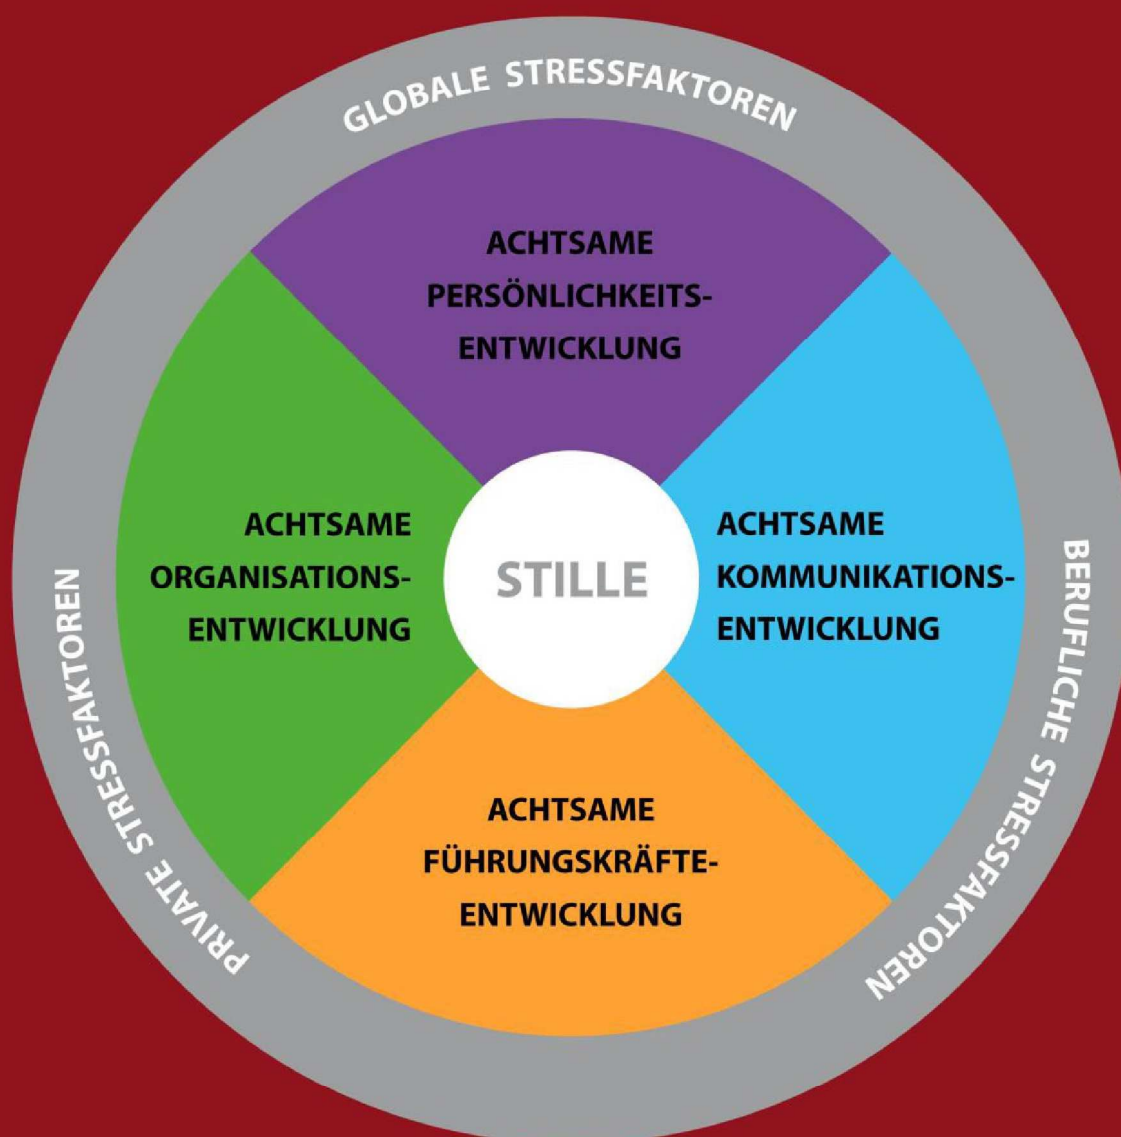 GLOBALE STRESSFAKTOREN
ACHTSAME
PERSÖNLICHKEITS-
ENTWICKLUNG
ACHTSAME
ORGANISATIONS-
ENTWICKLUNG
STILLE
ACHTSAME
KOMMUNIKATIONS-
ENTWICKLUNG
ACHTSAME
FÜHRUNGSKRÄFTE-
ENTWICKLUNG
PRIVATE STRESSFAKTOREN
BERUFLICHE STRESSFAKTOREN